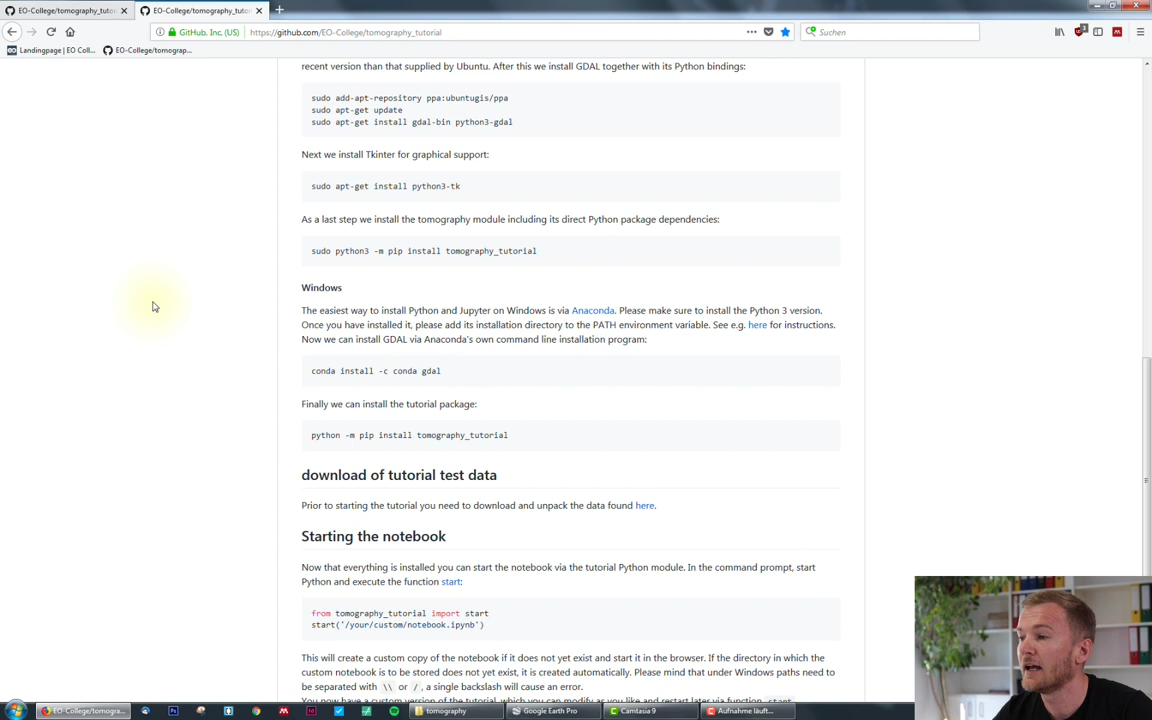 EO-College/tomography_tutor
EO-College/tomography_tutor
GitHub, Inc. (US)
https://github.com/EO-College/tomography_tutorial
Suchen
Landingpage | EO Coll...
EO-College/tomograp...
recent version than that supplied by Ubuntu. After this we install GDAL together with its Python bindings:
sudo add-apt-repository ppa:ubuntugis/ppa
sudo apt-get update
sudo apt-get install gdal-bin python3-gdal
Next we install Tkinter for graphical support:
sudo apt-get install python3-tk
As a last step we install the tomography module including its direct Python package dependencies:
sudo python3 -m pip install tomography_tutorial
Windows
The easiest way to install Python and Jupyter on Windows is via Anaconda. Please make sure to install the Python 3 version.
Once you have installed it, please add its installation directory to the PATH environment variable. See e.g. here for instructions.
Now we can install GDAL via Anaconda's own command line installation program:
conda install -c conda gdal
Finally we can install the tutorial package:
python -m pip install tomography_tutorial
download of tutorial test data
Prior to starting the tutorial you need to download and unpack the data found here.
Starting the notebook
Now that everything is installed you can start the notebook via the tutorial Python module. In the command prompt, start
Python and execute the function start:
from tomography_tutorial import start
start('/your/custom/notebook.ipynb')
This will create a custom copy of the notebook if it does not yet exist and start it in the browser. If the directory in which the
custom notebook is to be stored does not yet exist, it is created automatically. Please mind that under Windows paths need to
be separated with \\ or /, a single backslash will cause an error.
You now have a custom version of the tutorial, which you can modify as you like and restart later via function start
EO-College/tomogra...
tomography
Google Earth Pro
Camtasia 9
Aufnahme läuft...